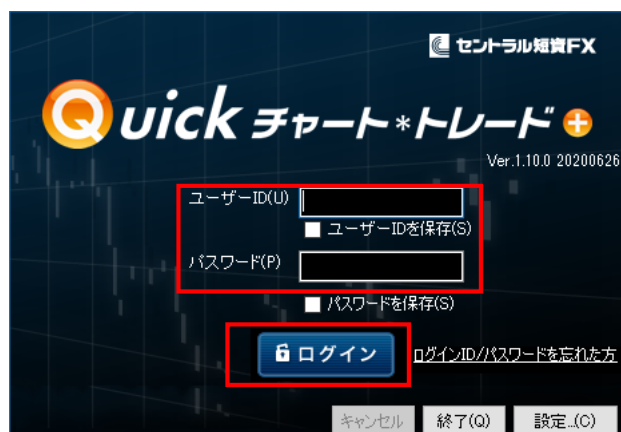 セントラル短資FX
Quick チャート*トレード+
Ver.1.10.0 20200626
ユーザーID(U)
ユーザーIDを保存(S)
パスワード(P)
パスワードを保存(S)
ログイン
ログインID/パスワードを忘れた方
キャンセル
終了(Q)
設定...(C)